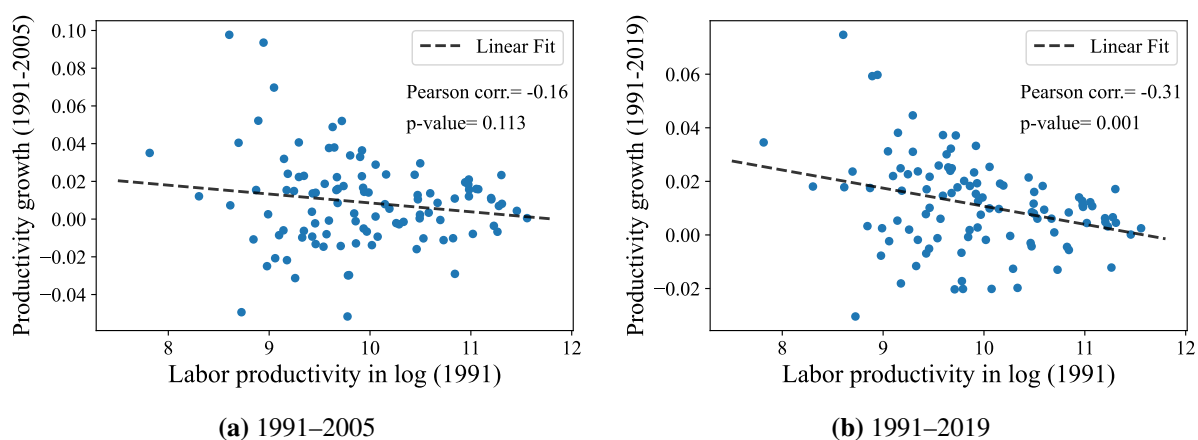 Productivity growth (1991-2005)
0.10
0.08
0.06
0.04
0.02
0.00
−0.02
−0.04
Linear Fit
Pearson corr.= -0.16
p-value= 0.113
8 9 10 11 12
Labor productivity in log (1991)
(a) 1991–2005
Productivity growth (1991-2019)
0.06
0.04
0.02
0.00
−0.02
Linear Fit
Pearson corr.= -0.31
p-value= 0.001
8 9 10 11 12
Labor productivity in log (1991)
(b) 1991–2019